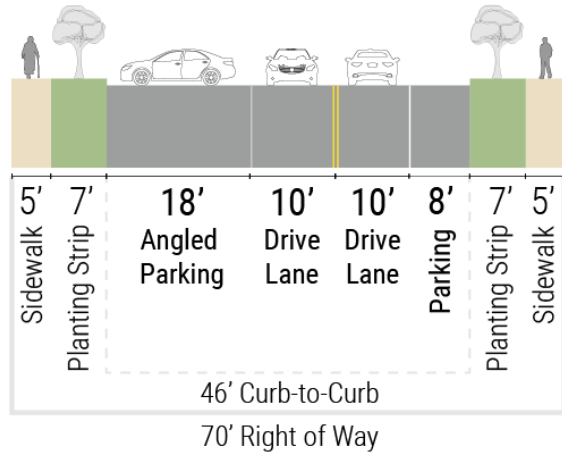 5’ 7’ 18’ 10’ 10’ 8’ 7’ 5’
Sidewalk
Planting Strip
Angled
Parking
Drive
Lane
Drive
Lane
Parking
Planting Strip
Sidewalk
46’ Curb-to-Curb
70’ Right of Way